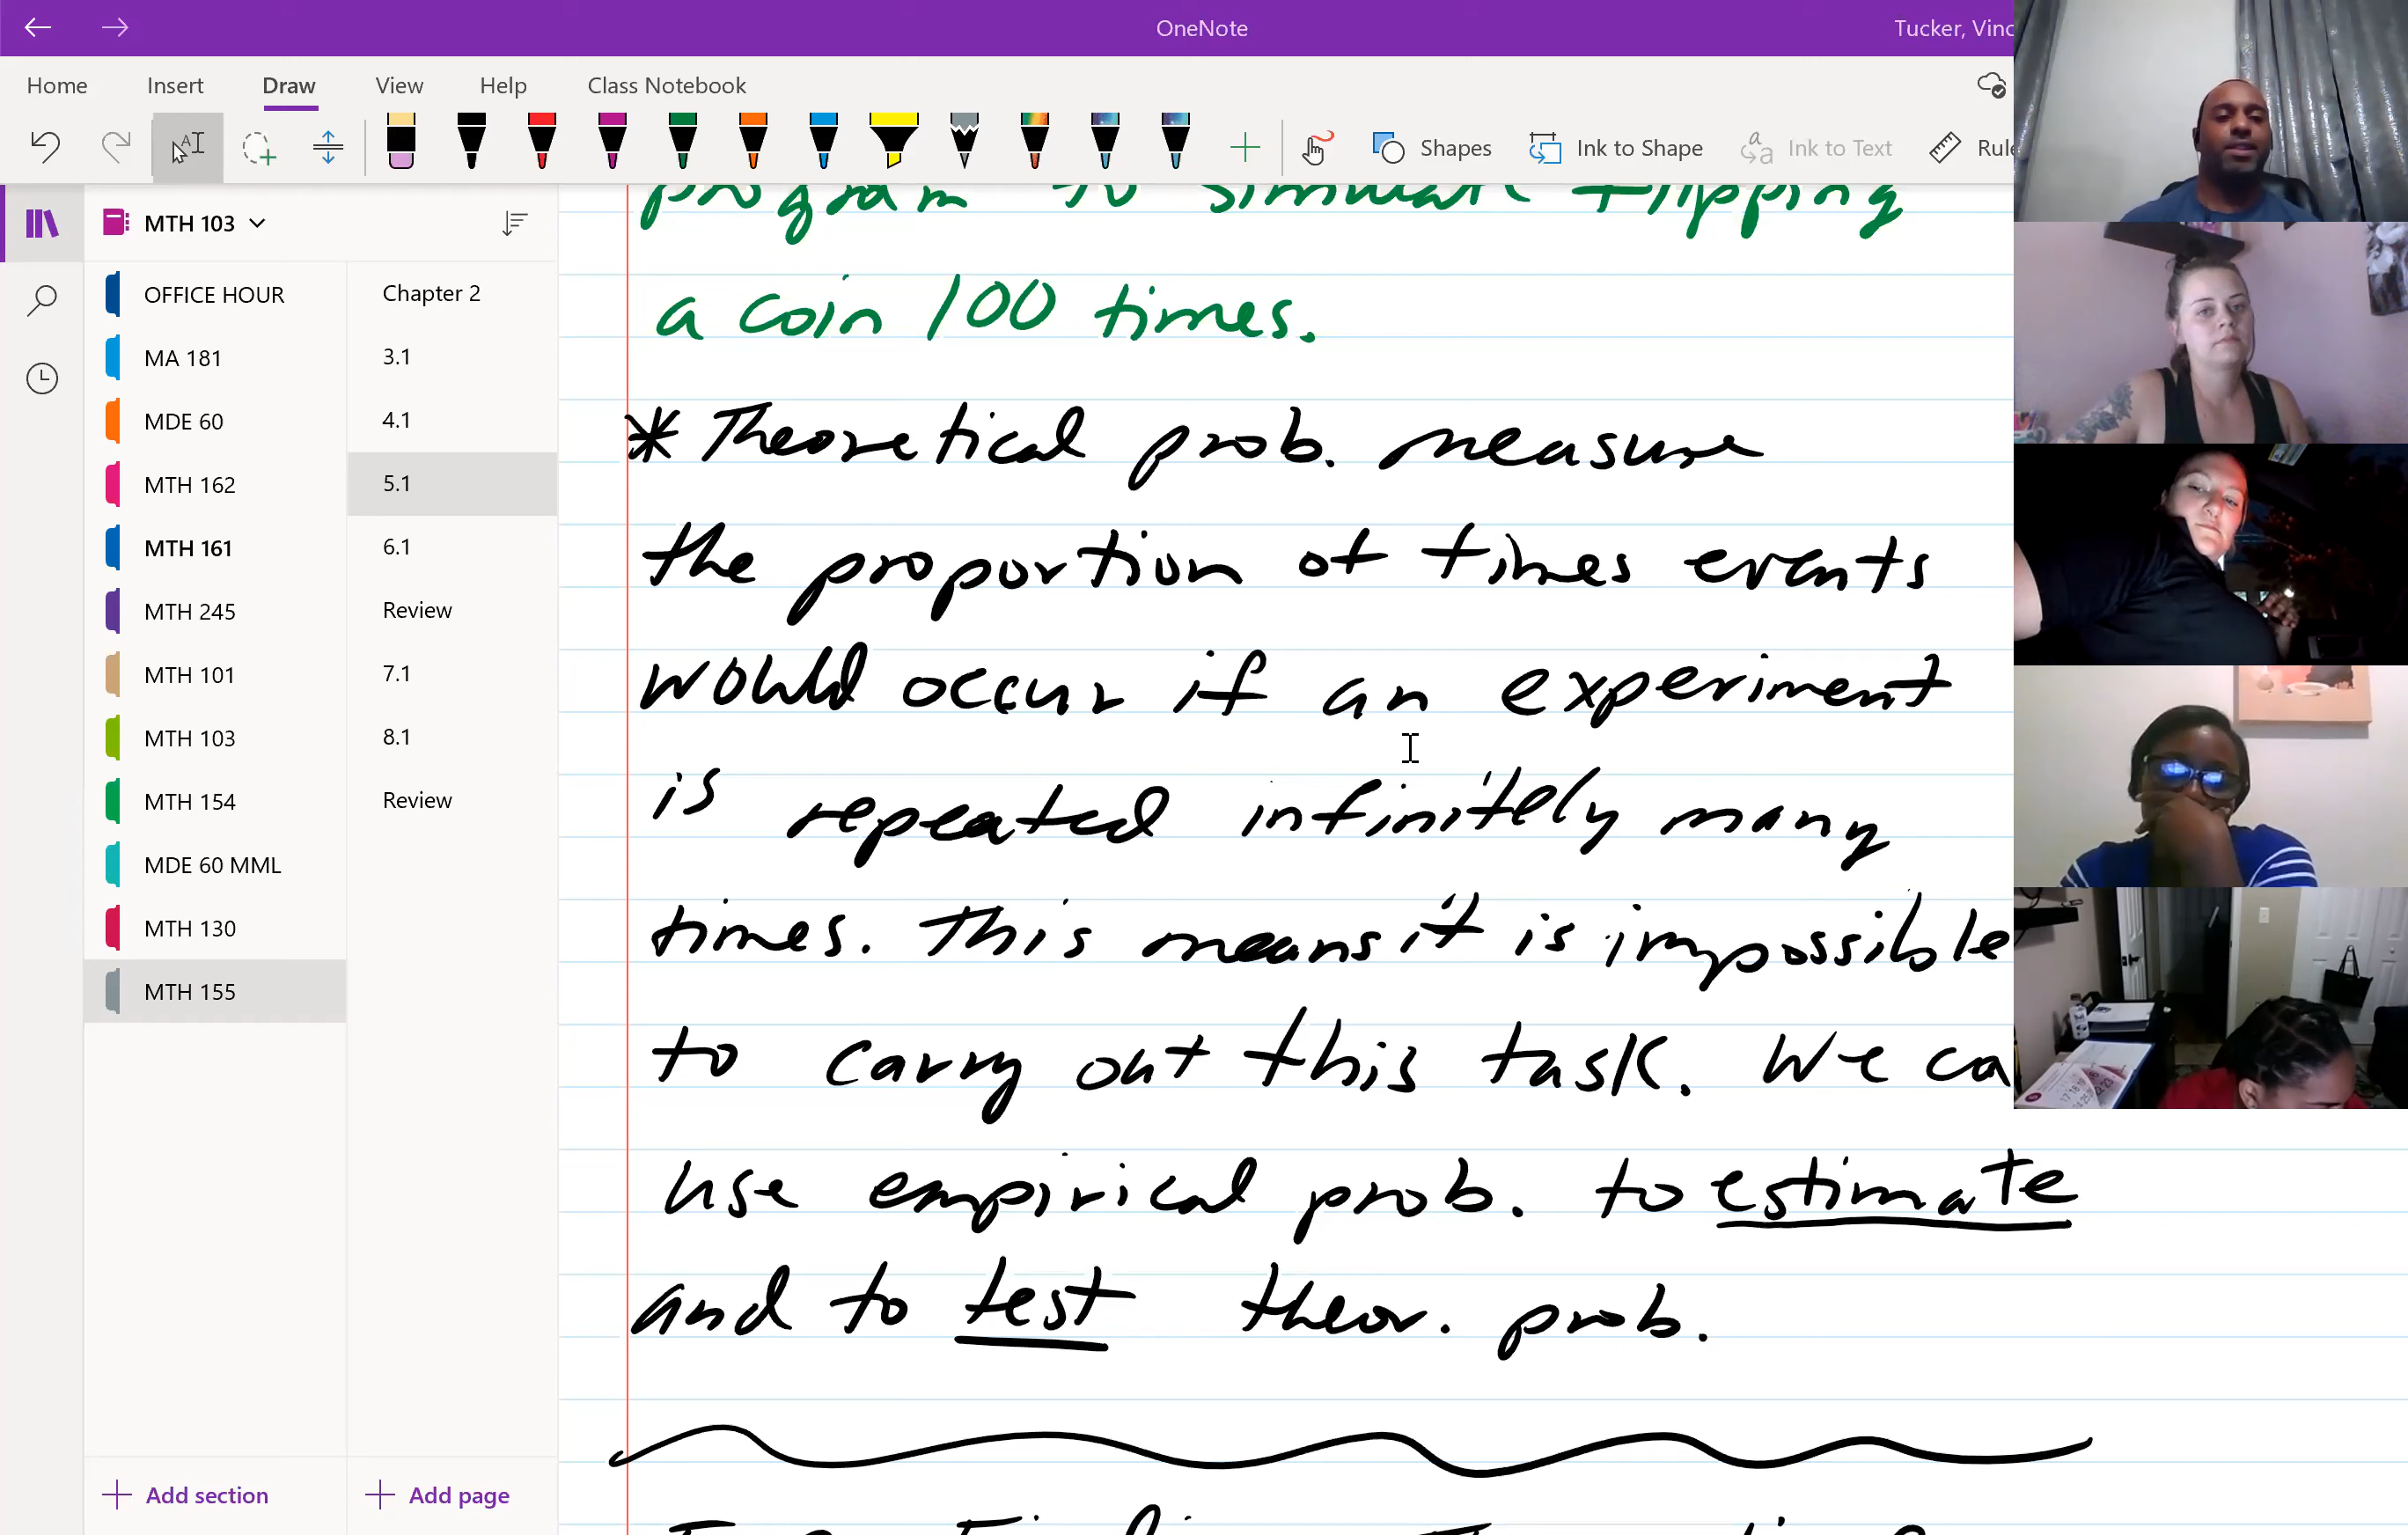 OneNote
Tucker, Vinc
Home
Insert
Draw
View
Help
Class Notebook
Shapes
Ink to Shape
Ink to Text
Rule
MTH 103
OFFICE HOUR
MA 181
MDE 60
MTH 162
MTH 161
MTH 245
MTH 101
MTH 103
MTH 154
MDE 60 MML
MTH 130
MTH 155
Add section
Chapter 2
3.1
4.1
5.1
6.1
Review
7.1
8.1
Review
Add page
program to simulate flipping
a coin 100 times.
* Theoretical prob. measure
the proportion of times events
would occur if an experiment
is repeated infinitely many
times. This means it is impossible
to carry out this task. We ca
use empirical prob. to estimate
and to test theor. prob.